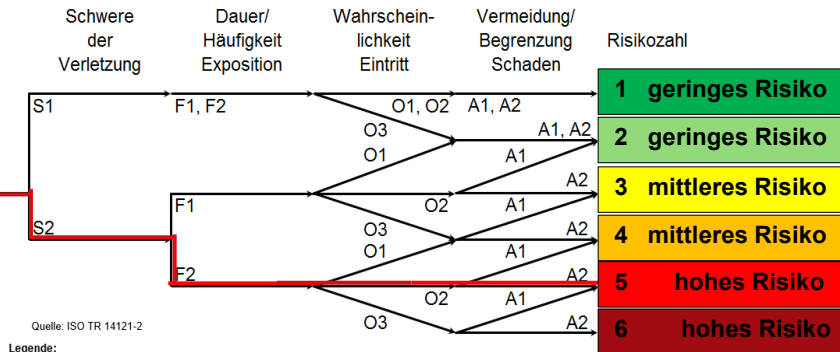 Schwere
der
Verletzung
Dauer/
Häufigkeit
Exposition
Wahrschein-
lichkeit
Eintritt
Vermeidung/
Begrenzung
Schaden
Risikozahl
S1
F1, F2
O1, O2
A1, A2
1 geringes Risiko
O3
A1, A2
2 geringes Risiko
O1
A1
F1
O2
A2
3 mittleres Risiko
A1
S2
O3
A2
4 mittleres Risiko
O1
A1
F2
A2
5 hohes Risiko
O2
A1
O3
A2
6 hohes Risiko
Quelle: ISO TR 14121-2
Legende: